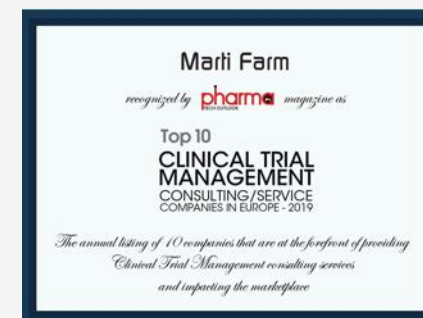 Marti Farm
recognized by pharma TECH OUTLOOK magazine as
Top 10
CLINICAL TRIAL
MANAGEMENT
CONSULTING/SERVICE
COMPANIES IN EUROPE - 2019
The annual listing of 10 companies that are at the forefront of providing
Clinical Trial Management consulting services
and impacting the marketplace